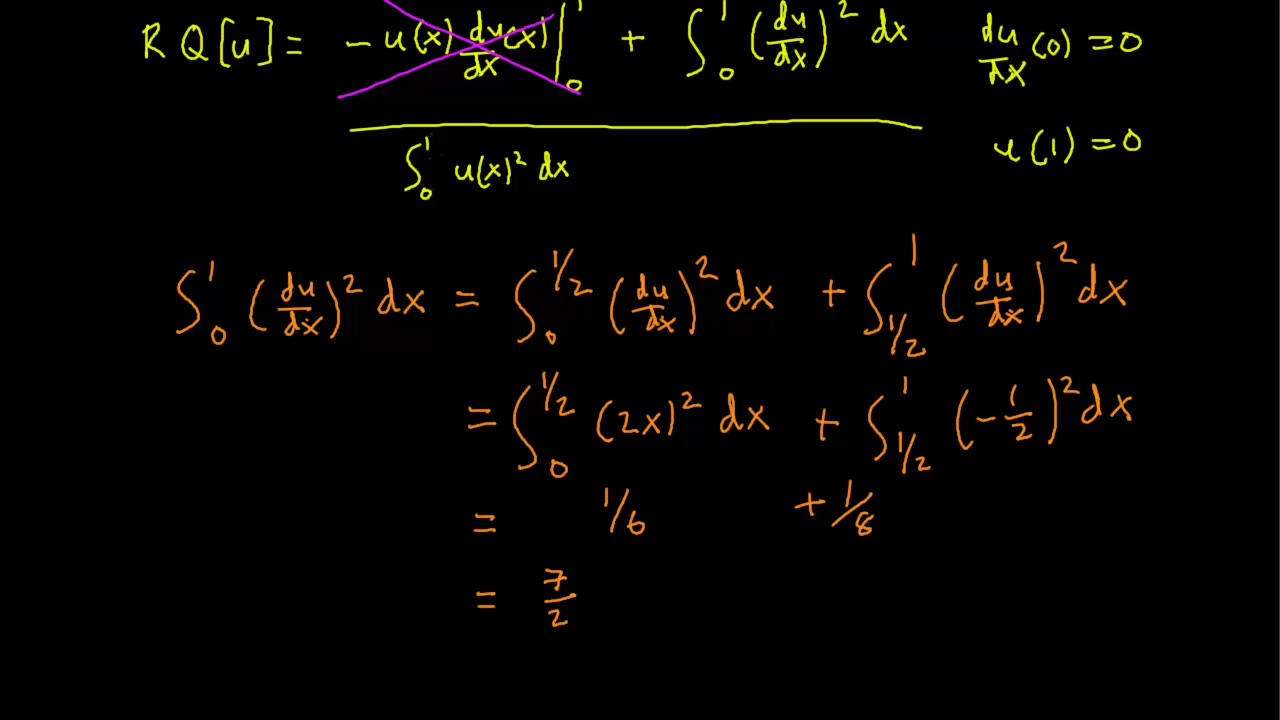 RQ[u] = - u(x) du/dx (x) |₀¹ + ∫₀¹ (du/dx)² dx   du/dx (0) = 0
∫₀¹ u(x)² dx   u(1) = 0
∫₀¹ (du/dx)² dx = ∫₀^1/2 (du/dx)² dx + ∫_1/2^1 (du/dx)² dx
= ∫₀^1/2 (2x)² dx + ∫_1/2^1 (-1/2)² dx
= 1/6 + 1/8
= 7/2